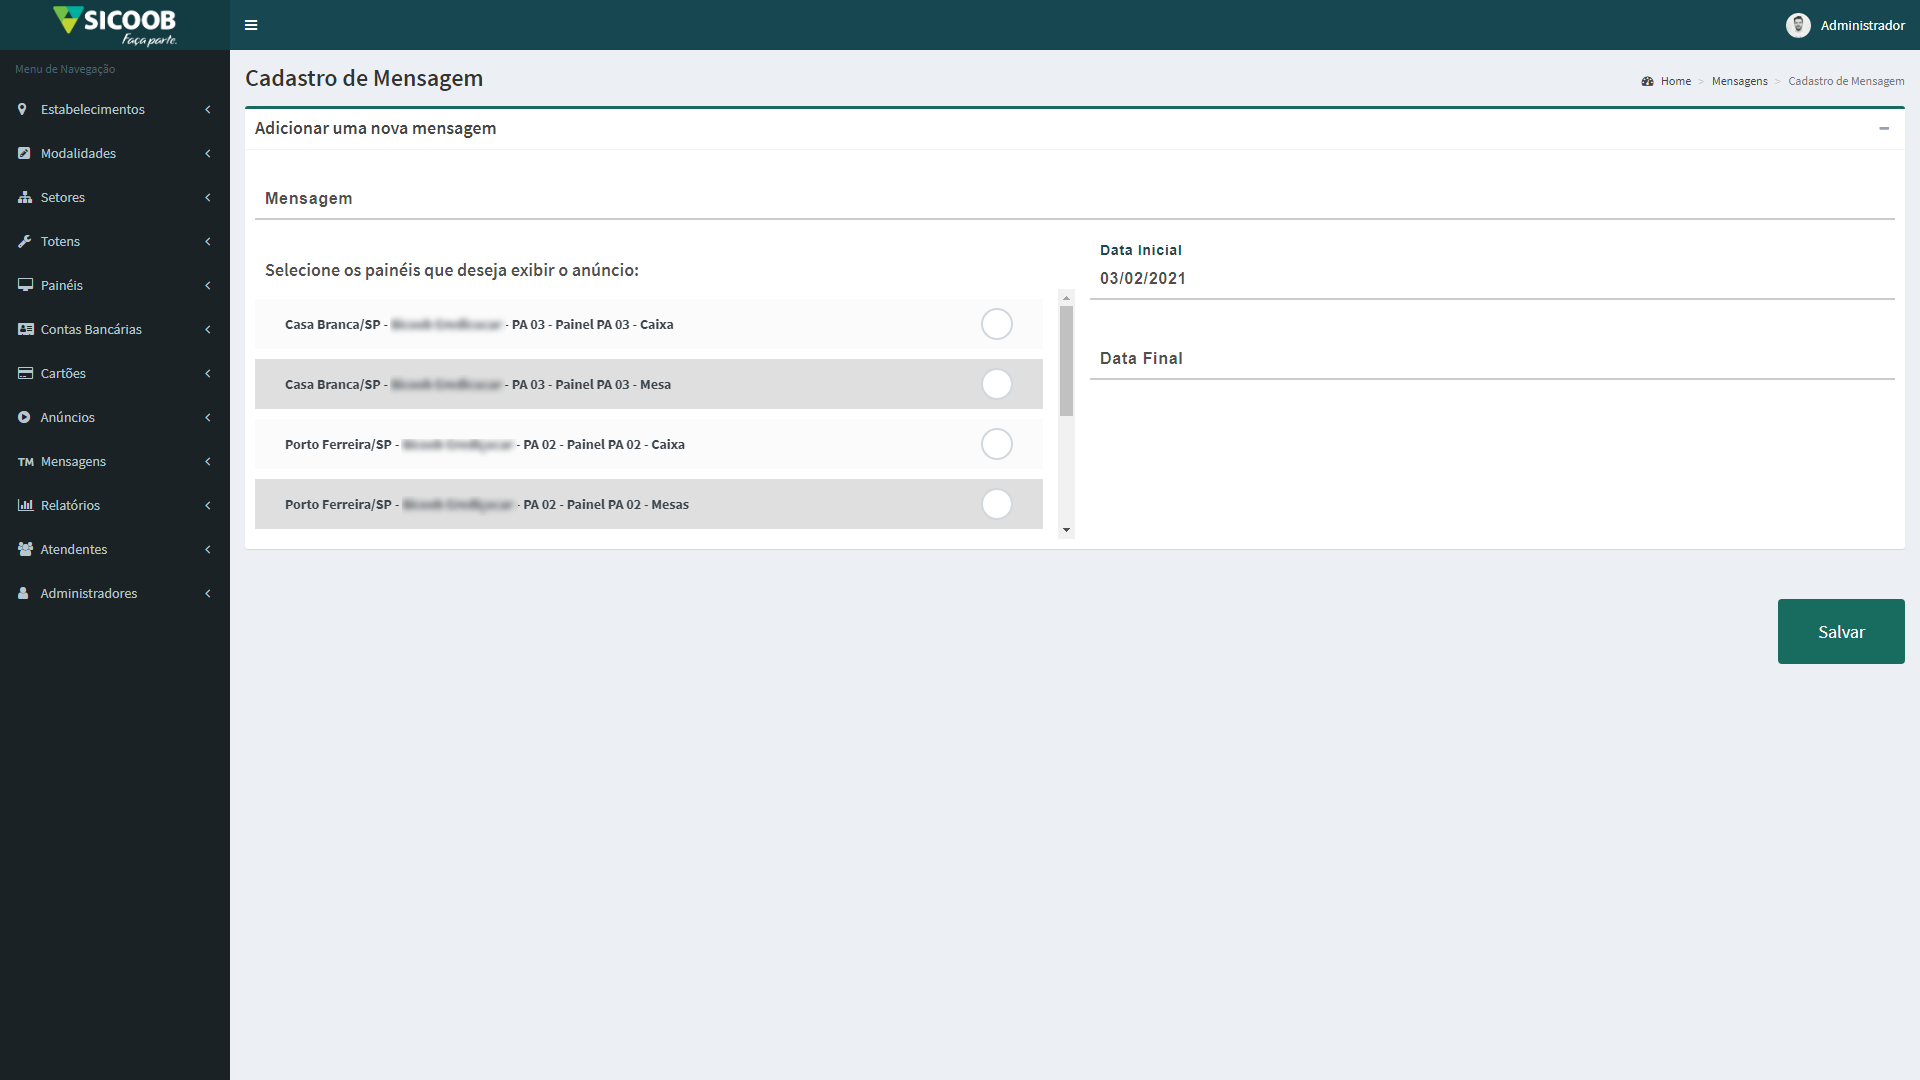 SICOOB
Faça parte.
Administrador
Menu de Navegação
Estabelecimentos
Modalidades
Setores
Totens
Painéis
Contas Bancárias
Cartões
Anúncios
TM Mensagens
Relatórios
Atendentes
Administradores
Cadastro de Mensagem
Home > Mensagens > Cadastro de Mensagem
Adicionar uma nova mensagem
Mensagem
Selecione os painéis que deseja exibir o anúncio:
Casa Branca/SP - - PA 03 - Painel PA 03 - Caixa
Casa Branca/SP - - PA 03 - Painel PA 03 - Mesa
Porto Ferreira/SP - - PA 02 - Painel PA 02 - Caixa
Porto Ferreira/SP - - PA 02 - Painel PA 02 - Mesas
Data Inicial
03/02/2021
Data Final
Salvar